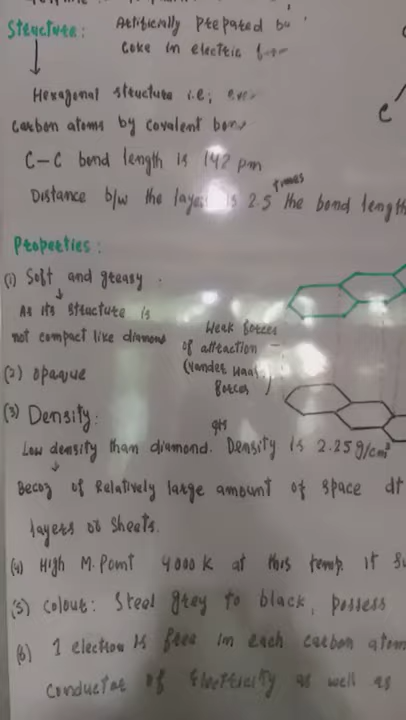 Structure: Artificially prepared
Coke in electric
Hexagonal structure i.e;
Carbon atoms by covalent
C-C bond length is 142 pm
Distance b/w the is 2.5 times the bond length
Properties:
(1) Soft and greasy.
As its structure is
not compact like diamond
Weak forces
of attraction
(Vander Waal
forces)
(2) opaque
(3) Density:
Low density than diamond. Density is 2.25 g/cm³
Becoz of Relatively large amount of space
layers or sheets.
(4) High M.Point 4000 K at this temp. it
(5) Colour: Steel grey to black, possess
(6) 1 electron is free in each carbon atom
Conductor of Electricity as well as